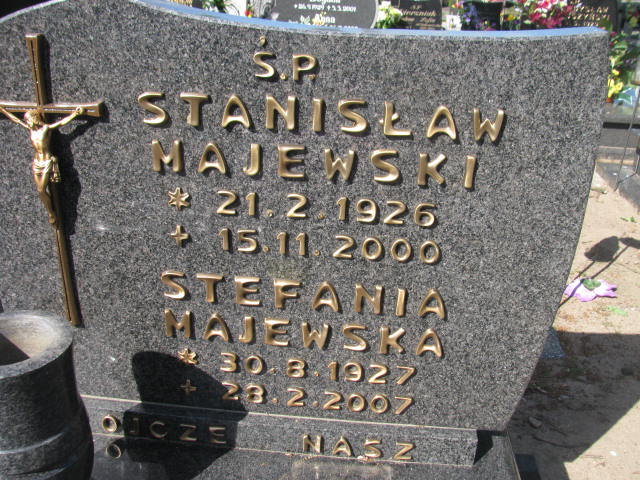 Ś.P.
STANISŁAW
MAJEWSKI
* 21.2.1926
+ 15.11.2000
STEFANIA
MAJEWSKA
* 30.8.1927
+ 28.2.2007
OJCZE NASZ